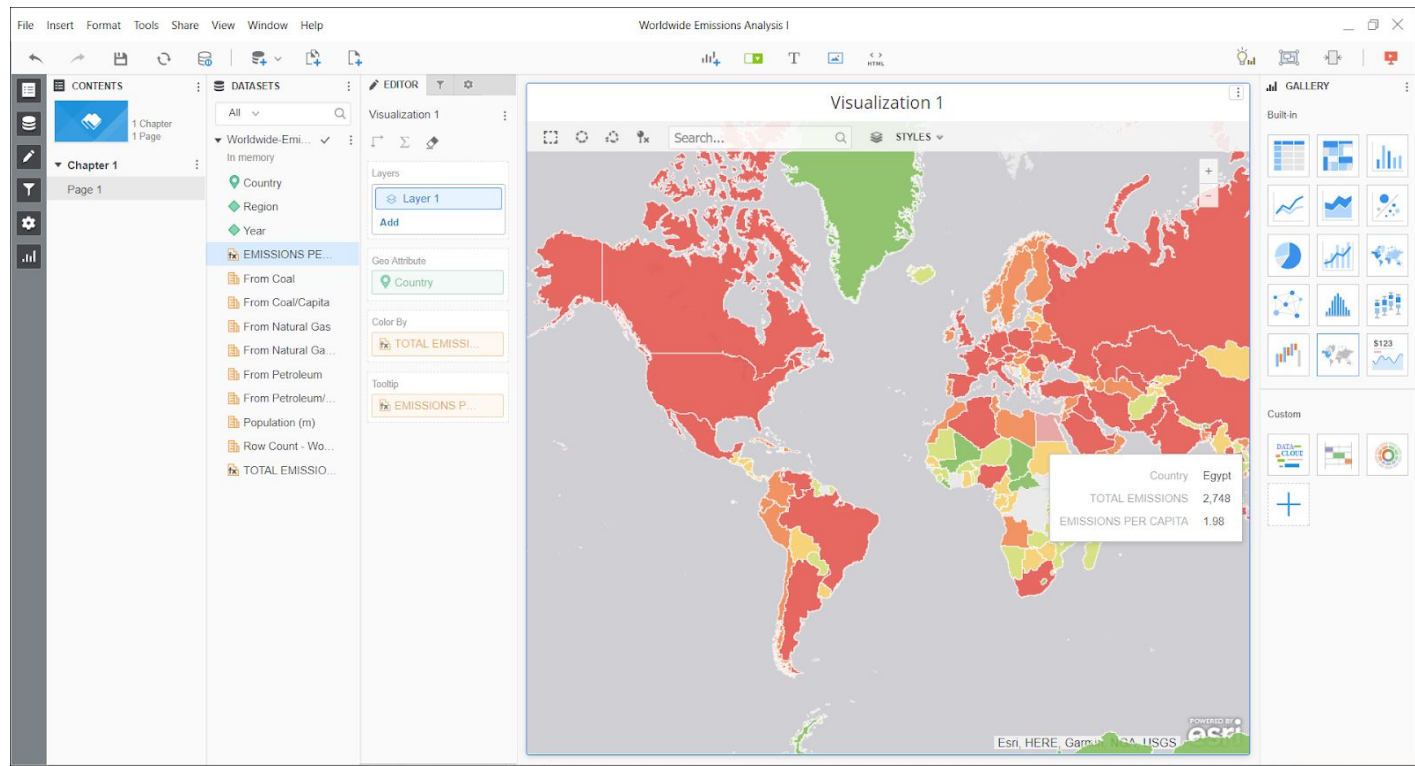 File Insert Format Tools Share View Window Help
Worldwide Emissions Analysis I
HTML
CONTENTS
1 Chapter
1 Page
Chapter 1
Page 1
DATASETS
All
Worldwide-Emi...
In memory
Country
Region
Year
EMISSIONS PE...
From Coal
From Coal/Capita
From Natural Gas
From Natural Ga...
From Petroleum
From Petroleum/...
Population (m)
Row Count - Wo...
TOTAL EMISSIO...
EDITOR
Visualization 1
Layers
Layer 1
Add
Geo Attribute
Country
Color By
TOTAL EMISSI...
Tooltip
EMISSIONS P...
Visualization 1
Search...
STYLES
Country Egypt
TOTAL EMISSIONS 2,748
EMISSIONS PER CAPITA 1.98
POWERED BY
esri
Esri, HERE, Garmin, NGA, USGS
GALLERY
Built-in
$123
Custom
DATA
CLOUT